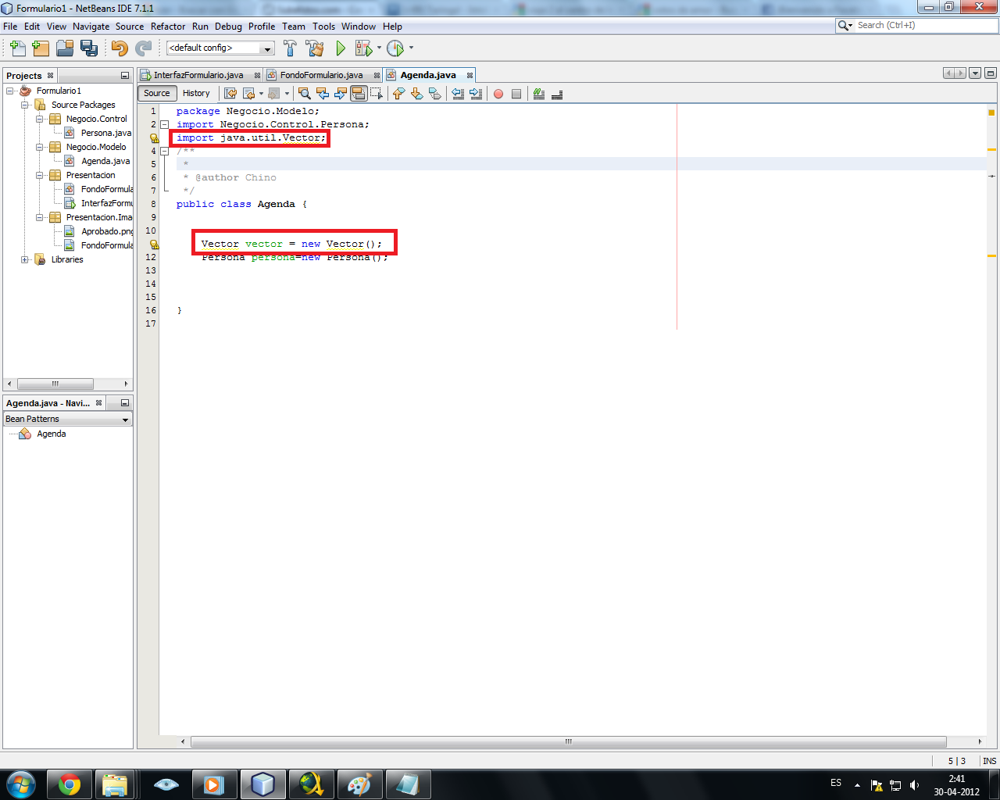 Formulario1 - NetBeans IDE 7.1.1
File Edit View Navigate Source Refactor Run Debug Profile Team Tools Window Help
Search (Ctrl+I)
<default config>
Projects
InterfazFormulario.java
FondoFormulario.java
Agenda.java
Source History
Formulario1
Source Packages
Negocio.Control
Persona.java
Negocio.Modelo
Agenda.java
Presentacion
FondoFormula
InterfazFormu
Presentacion.Ima
Aprobado.png
FondoFormula
Libraries
1 package Negocio.Modelo;
2 import Negocio.Control.Persona;
import java.util.Vector;
4 /**
5 *
6 * @author Chino
7 */
8 public class Agenda {
9
10
Vector vector = new Vector();
12 Persona persona=new Persona();
13
14
15
16 }
17
Agenda.java - Navi...
Bean Patterns
Agenda
5 | 3 INS
ES
2:41
30-04-2012